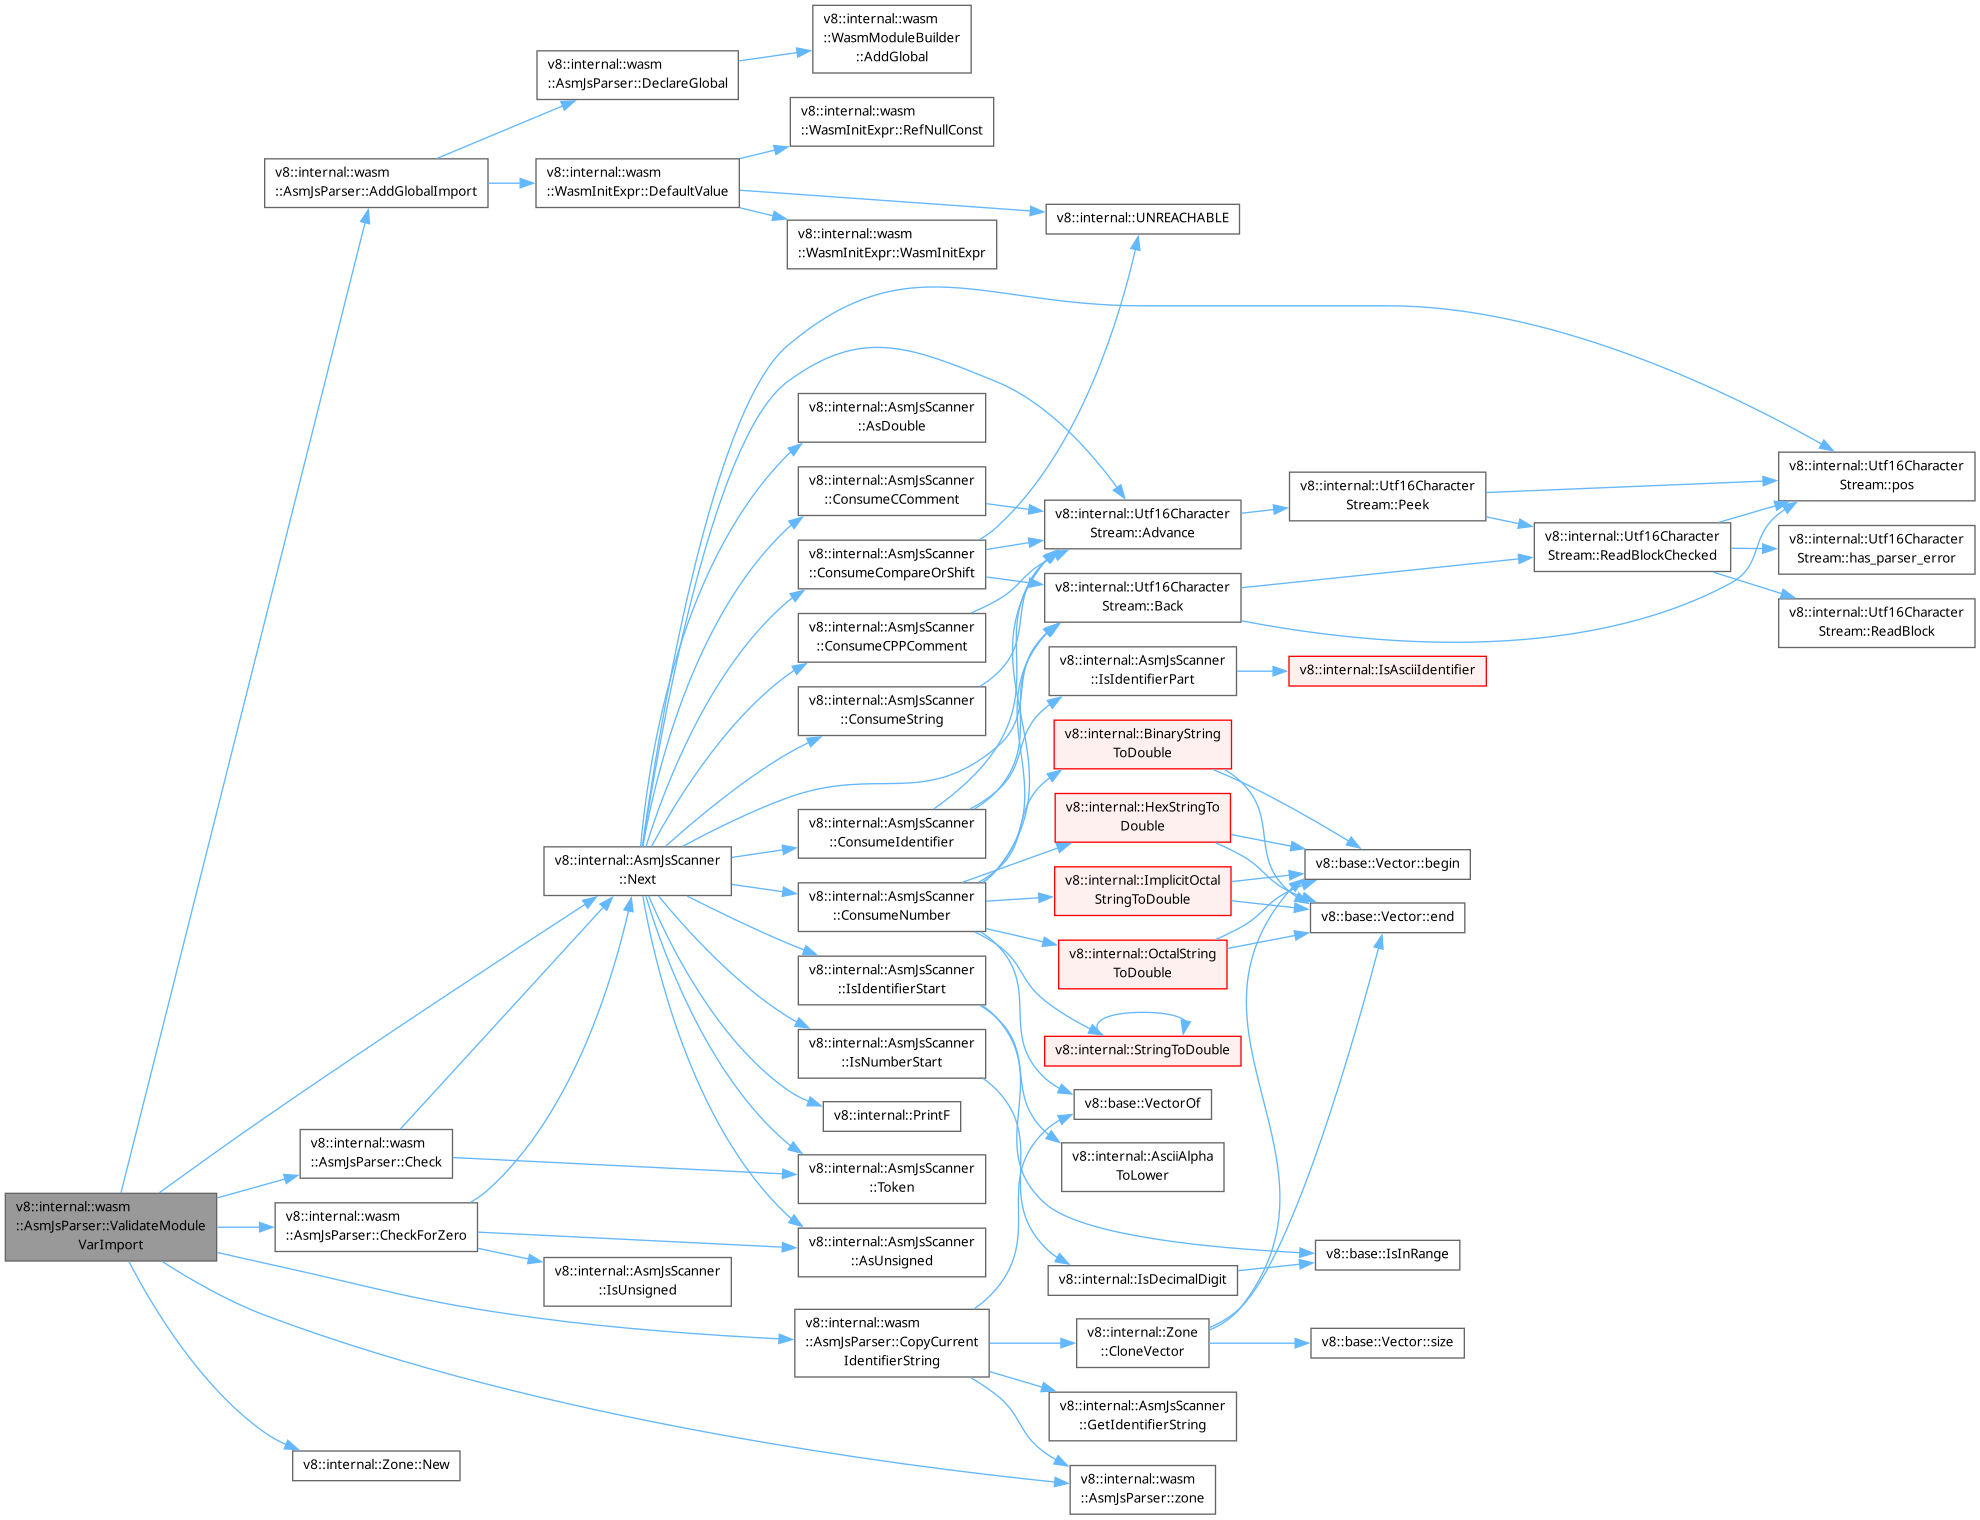 v8::internal::wasm
::WasmModuleBuilder
::AddGlobal
v8::internal::wasm
::AsmJsParser::DeclareGlobal
v8::internal::wasm
::WasmInitExpr::RefNullConst
v8::internal::wasm
::AsmJsParser::AddGlobalImport
v8::internal::wasm
::WasmInitExpr::DefaultValue
v8::internal::UNREACHABLE
v8::internal::wasm
::WasmInitExpr::WasmInitExpr
v8::internal::AsmJsScanner
::AsDouble
v8::internal::Utf16Character
Stream::pos
v8::internal::AsmJsScanner
::ConsumeCComment
v8::internal::Utf16Character
Stream::Peek
v8::internal::Utf16Character
Stream::Advance
v8::internal::Utf16Character
Stream::ReadBlockChecked
v8::internal::Utf16Character
Stream::has_parser_error
v8::internal::AsmJsScanner
::ConsumeCompareOrShift
v8::internal::Utf16Character
Stream::Back
v8::internal::Utf16Character
Stream::ReadBlock
v8::internal::AsmJsScanner
::ConsumeCPPComment
v8::internal::AsmJsScanner
::IsIdentifierPart
v8::internal::IsAsciiIdentifier
v8::internal::AsmJsScanner
::ConsumeString
v8::internal::BinaryString
ToDouble
v8::internal::HexStringTo
Double
v8::internal::AsmJsScanner
::ConsumeIdentifier
v8::internal::AsmJsScanner
::Next
v8::base::Vector::begin
v8::internal::ImplicitOctal
StringToDouble
v8::internal::AsmJsScanner
::ConsumeNumber
v8::base::Vector::end
v8::internal::OctalString
ToDouble
v8::internal::AsmJsScanner
::IsIdentifierStart
v8::internal::StringToDouble
v8::internal::AsmJsScanner
::IsNumberStart
v8::base::VectorOf
v8::internal::PrintF
v8::internal::wasm
::AsmJsParser::Check
v8::internal::AsciiAlpha
ToLower
v8::internal::AsmJsScanner
::Token
v8::internal::wasm
::AsmJsParser::ValidateModule
VarImport
v8::internal::wasm
::AsmJsParser::CheckForZero
v8::internal::AsmJsScanner
::AsUnsigned
v8::base::IsInRange
v8::internal::AsmJsScanner
::IsUnsigned
v8::internal::IsDecimalDigit
v8::internal::wasm
::AsmJsParser::CopyCurrent
IdentifierString
v8::internal::Zone
::CloneVector
v8::base::Vector::size
v8::internal::AsmJsScanner
::GetIdentifierString
v8::internal::Zone::New
v8::internal::wasm
::AsmJsParser::zone